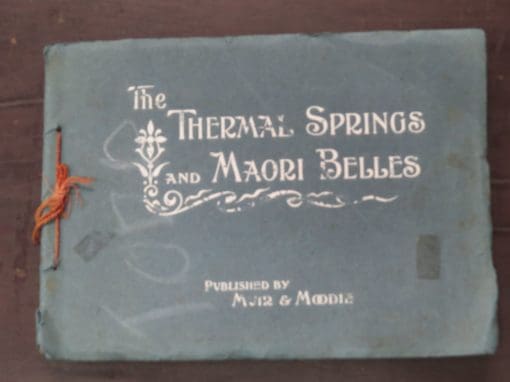 The
THERMAL SPRINGS
AND MAORI BELLES
PUBLISHED BY
MUIR & MOODIE